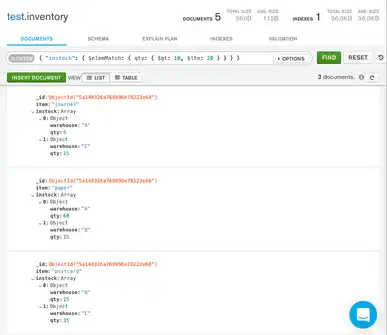 test.inventory
DOCUMENTS 5 TOTAL SIZE 560B AVG. SIZE 112B INDEXES 1 TOTAL SIZE 36.0KB AVG. SIZE 36.0KB
DOCUMENTS SCHEMA EXPLAIN PLAN INDEXES VALIDATION
FILTER { "instock": { $elemMatch: { qty: { $gt: 10, $lte: 20 } } } } OPTIONS FIND RESET
INSERT DOCUMENT VIEW LIST TABLE 3 documents.
_id: ObjectId("5a148326a769896e78222e64")
item: "journal"
instock: Array
0: Object
warehouse: "A"
qty: 5
1: Object
warehouse: "C"
qty: 15
_id: ObjectId("5a148326a769896e78222e66")
item: "paper"
instock: Array
0: Object
warehouse: "A"
qty: 60
1: Object
warehouse: "B"
qty: 15
_id: ObjectId("5a148326a769896e78222e68")
item: "postcard"
instock: Array
0: Object
warehouse: "B"
qty: 15
1: Object
warehouse: "C"
qty: 35